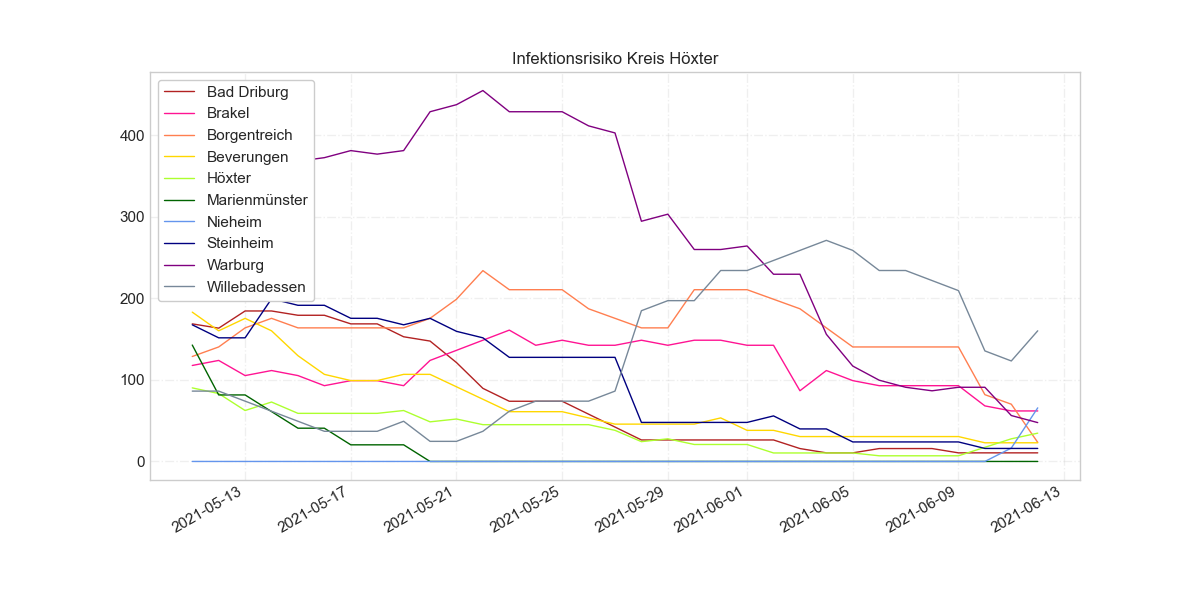 Infektionsrisiko Kreis Höxter
Bad Driburg
Brakel
Borgentreich
Beverungen
Höxter
Marienmünster
Nieheim
Steinheim
Warburg
Willebadessen
400
300
200
100
0
2021-05-13
2021-05-17
2021-05-21
2021-05-25
2021-05-29
2021-06-01
2021-06-05
2021-06-09
2021-06-13